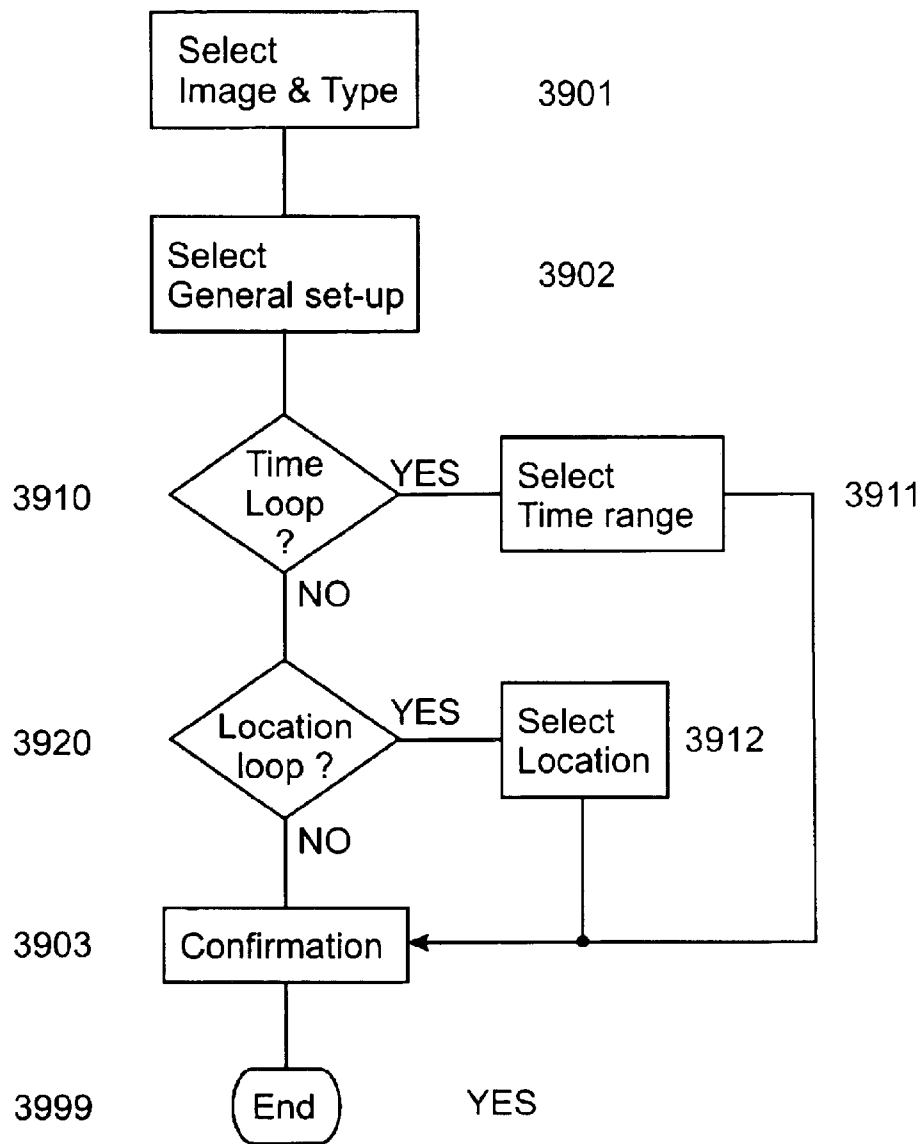 Select
Image & Type
3901
Select
General set-up
3902
3910
Time
Loop
?
YES
Select
Time range
3911
NO
3920
Location
loop ?
YES
Select
Location
3912
NO
3903
Confirmation
3999
End
YES